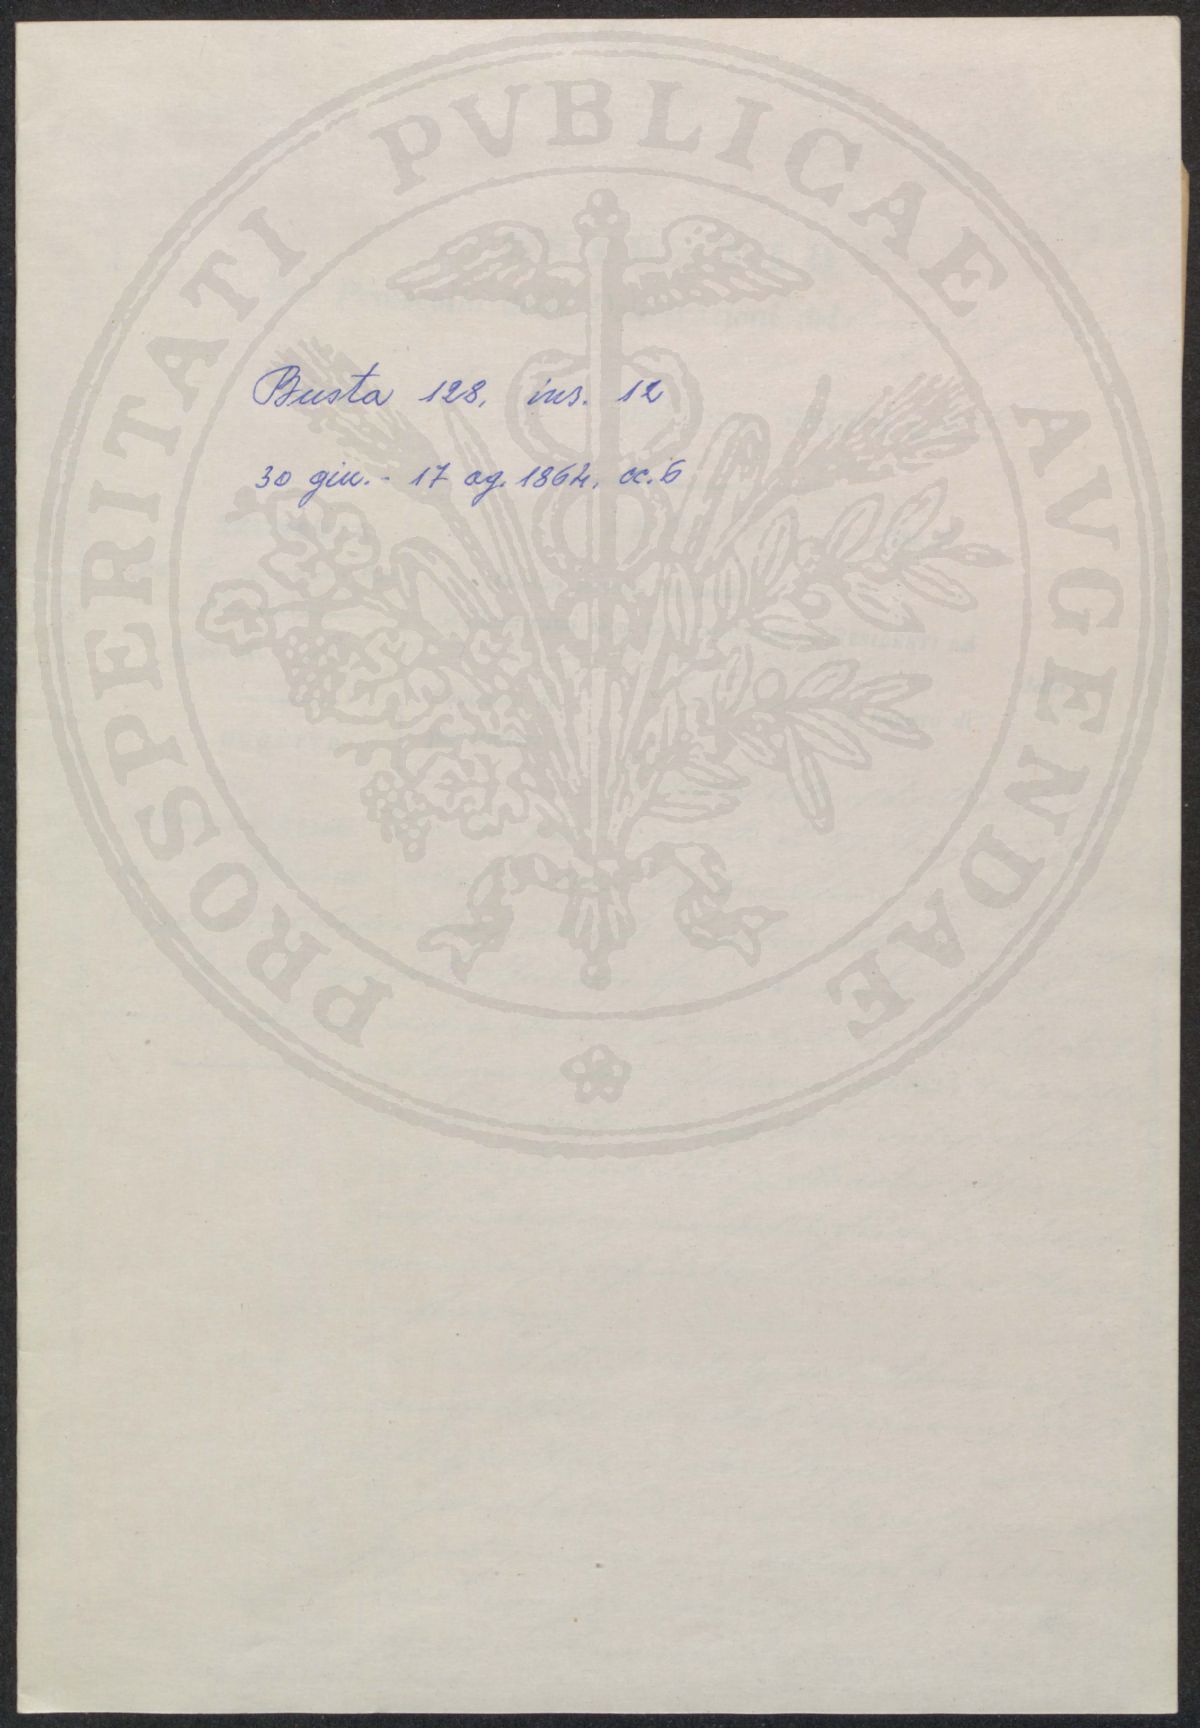 PROSPERITATI PVBLICAE AVGENDAE
Busta 128, ins. 12
30 giu. - 17 ag. 1864, cc. 6